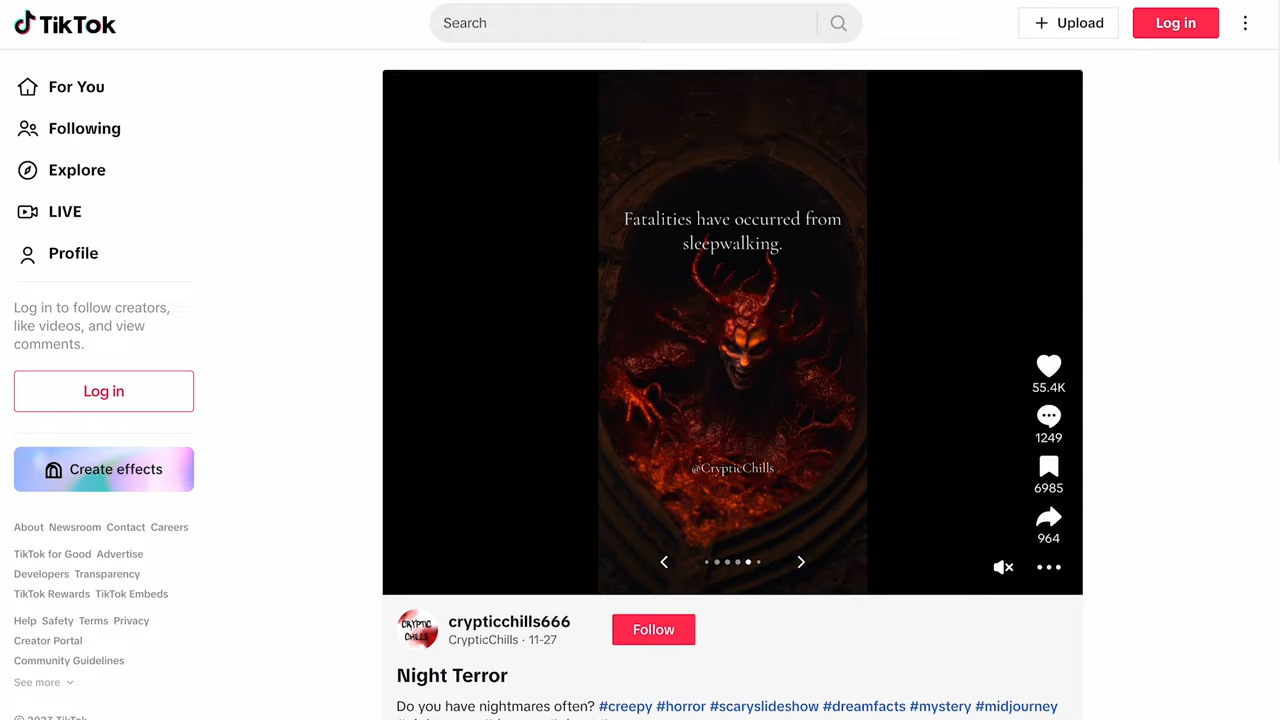 TikTok
Search
Upload
Log in
For You
Following
Explore
LIVE
Profile
Log in to follow creators,
like videos, and view
comments.
Log in
Create effects
About Newsroom Contact Careers
TikTok for Good Advertise
Developers Transparency
TikTok Rewards TikTok Embeds
Help Safety Terms Privacy
Creator Portal
Community Guidelines
See more
© 2023 TikTok
Fatalities have occurred from
sleepwalking.
@CrypticChills
55.4K
1249
6985
964
CRYPTIC
CHILLS
crypticchills666
CrypticChills · 11-27
Follow
Night Terror
Do you have nightmares often? #creepy #horror #scaryslideshow #dreamfacts #mystery #midjourney